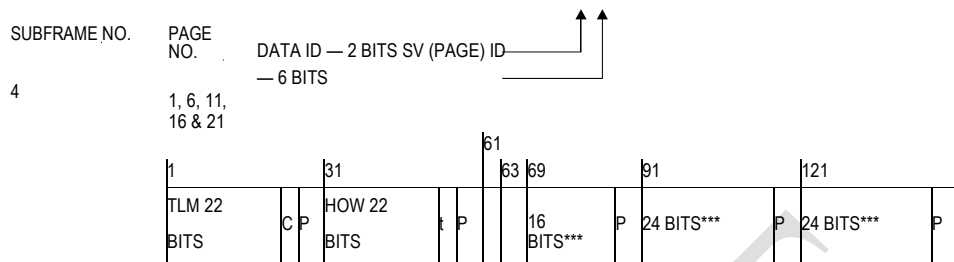 SUBFRAME NO.
PAGE NO.
DATA ID — 2 BITS SV (PAGE) ID
— 6 BITS
4
1, 6, 11,
16 & 21
61
1
31
63
69
91
121
TLM 22
BITS
C
P
HOW 22
BITS
t
P
16
BITS***
P
24 BITS***
P
24 BITS***
P